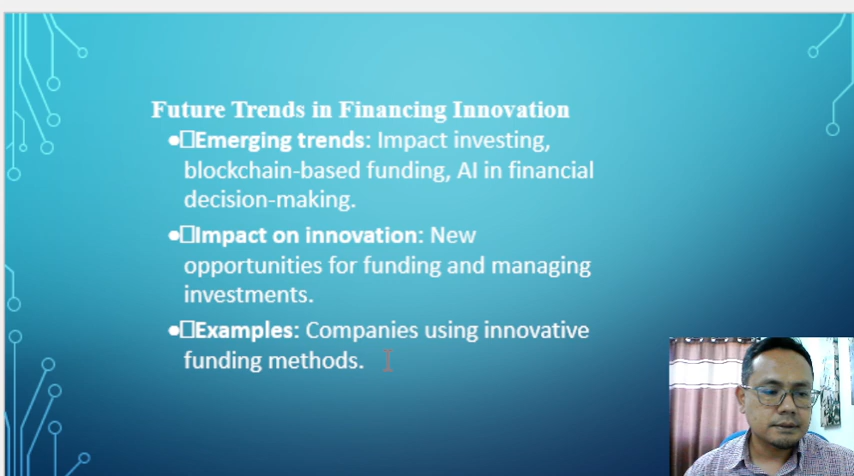 Future Trends in Financing Innovation
•□Emerging trends: Impact investing,
blockchain-based funding, AI in financial
decision-making.
•□Impact on innovation: New
opportunities for funding and managing
investments.
•□Examples: Companies using innovative
funding methods.